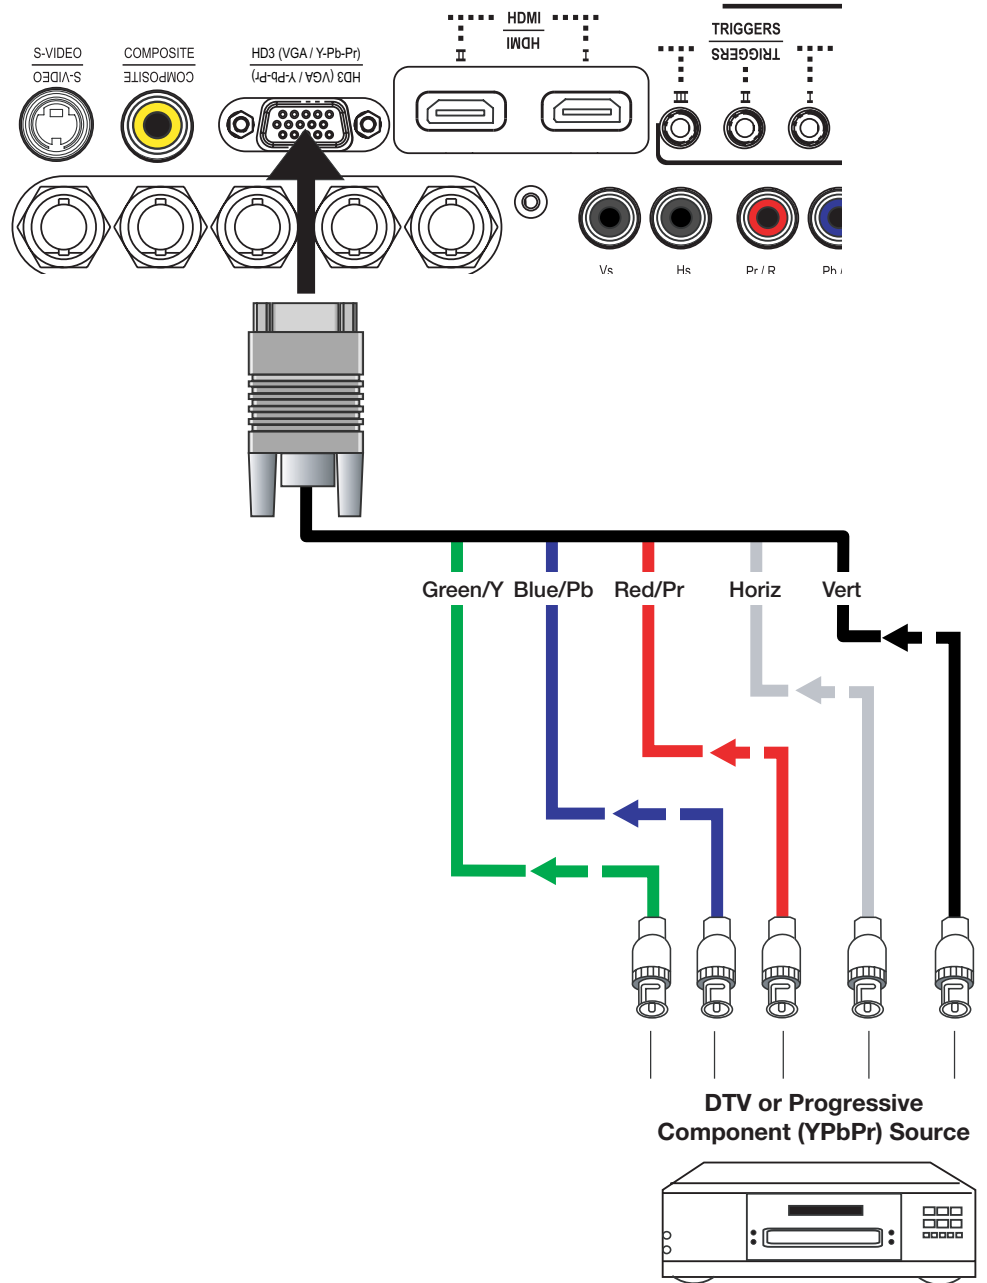 HDMI
HDMI
II
I
TRIGGERS
TRIGGERS
III
II
I
S-VIDEO
S-VIDEO
COMPOSITE
COMPOSITE
HD3 (VGA / Y-Pb-Pr)
HD3 (VGA / Y-Pb-Pr)
Vs
Hs
Pr / R
Pb /
Green/Y
Blue/Pb
Red/Pr
Horiz
Vert
DTV or Progressive
Component (YPbPr) Source